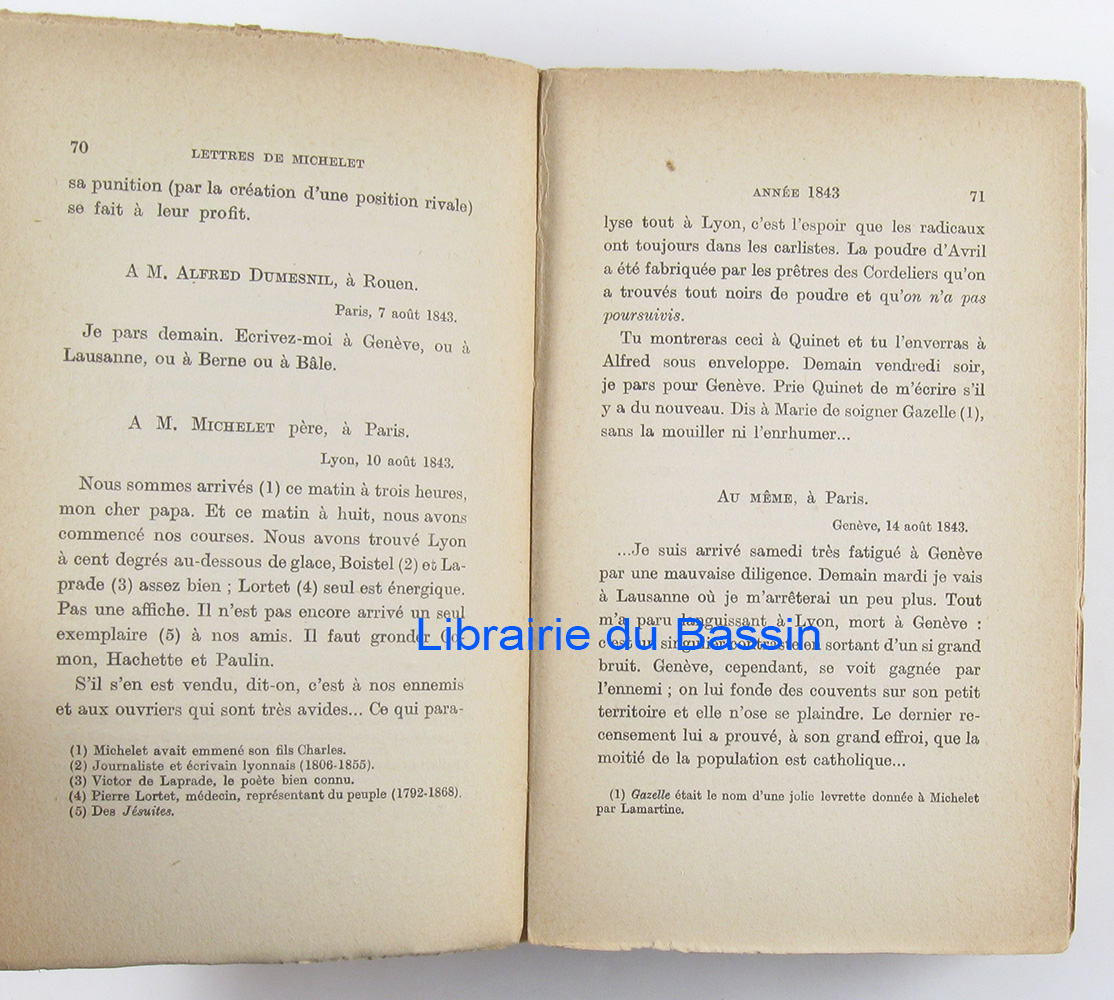 70
LETTRES DE MICHELET
sa punition (par la création d'une position rivale)
se fait à leur profit.
A M. ALFRED DUMESNIL, à Rouen.
Paris, 7 août 1843.
Je pars demain. Ecrivez-moi à Genève, ou à
Lausanne, ou à Berne ou à Bâle.
A M. MICHELET père, à Paris.
Lyon, 10 août 1843.
Nous sommes arrivés (1) ce matin à trois heures,
mon cher papa. Et ce matin à huit, nous avons
commencé nos courses. Nous avons trouvé Lyon
à cent degrés au-dessous de glace, Boistel (2) et La-
prade (3) assez bien ; Lortet (4) seul est énergique.
Pas une affiche. Il n'est pas encore arrivé un seul
exemplaire (5) à nos amis. Il faut gronder Co-
mon, Hachette et Paulin.
S'il s'en est vendu, dit-on, c'est à nos ennemis
et aux ouvriers qui sont très avides... Ce qui para-
(1) Michelet avait emmené son fils Charles.
(2) Journaliste et écrivain lyonnais (1806-1855).
(3) Victor de Laprade, le poète bien connu.
(4) Pierre Lortet, médecin, représentant du peuple (1792-1868).
(5) Des Jésuites.
ANNÉE 1843
71
lyse tout à Lyon, c'est l'espoir que les radicaux
ont toujours dans les carlistes. La poudre d'Avril
a été fabriquée par les prêtres des Cordeliers qu'on
a trouvés tout noirs de poudre et qu'on n'a pas
poursuivis.
Tu montreras ceci à Quinet et tu l'enverras à
Alfred sous enveloppe. Demain vendredi soir,
je pars pour Genève. Prie Quinet de m'écrire s'il
y a du nouveau. Dis à Marie de soigner Gazelle (1),
sans la mouiller ni l'enrhumer...
AU MÊME, à Paris.
Genève, 14 août 1843.
...Je suis arrivé samedi très fatigué à Genève
par une mauvaise diligence. Demain mardi je vais
à Lausanne où je m'arrêterai un peu plus. Tout
m'a paru languissant à Lyon, mort à Genève :
c'est un singulier contraste en sortant d'un si grand
bruit. Genève, cependant, se voit gagnée par
l'ennemi ; on lui fonde des couvents sur son petit
territoire et elle n'ose se plaindre. Le dernier re-
censement lui a prouvé, à son grand effroi, que la
moitié de la population est catholique...
(1) Gazelle était le nom d'une jolie levrette donnée à Michelet
par Lamartine.
Librairie du Bassin